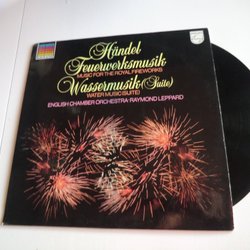 Händel
Feuerwerksmusik
MUSIC FOR THE ROYAL FIREWORKS
Wassermusik (Suite)
WATER MUSIC (SUITE)
ENGLISH CHAMBER ORCHESTRA · RAYMOND LEPPARD